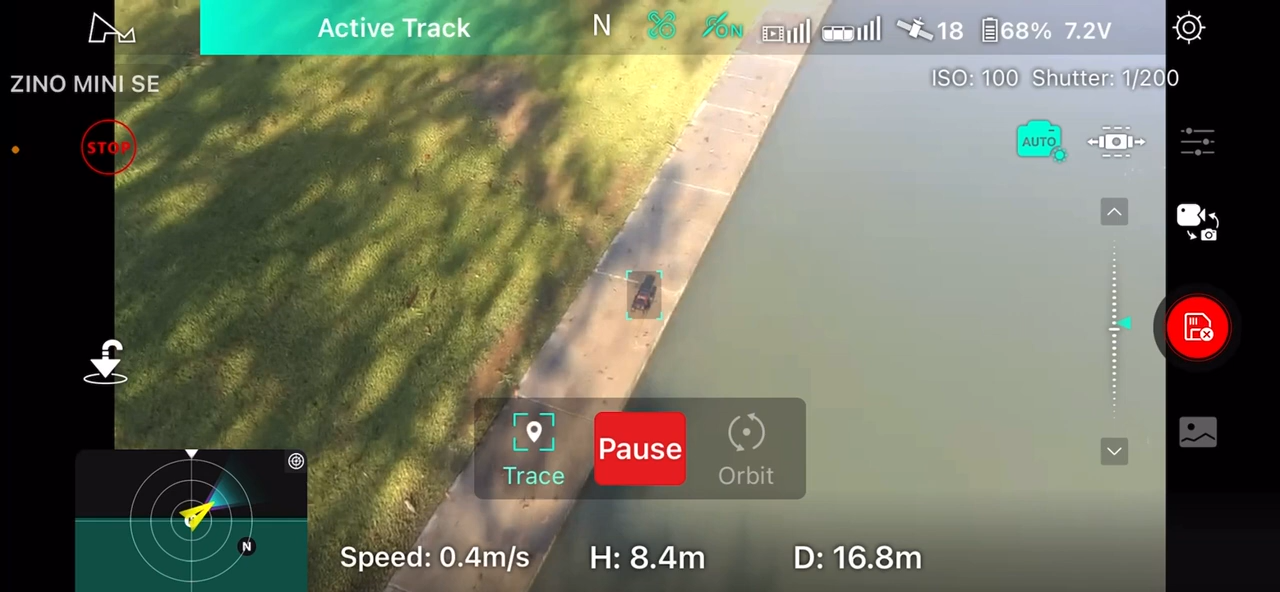 Active Track
N
ON
18
68% 7.2V
ZINO MINI SE
ISO: 100 Shutter: 1/200
STOP
AUTO
Trace
Pause
Orbit
N
Speed: 0.4m/s
H: 8.4m
D: 16.8m